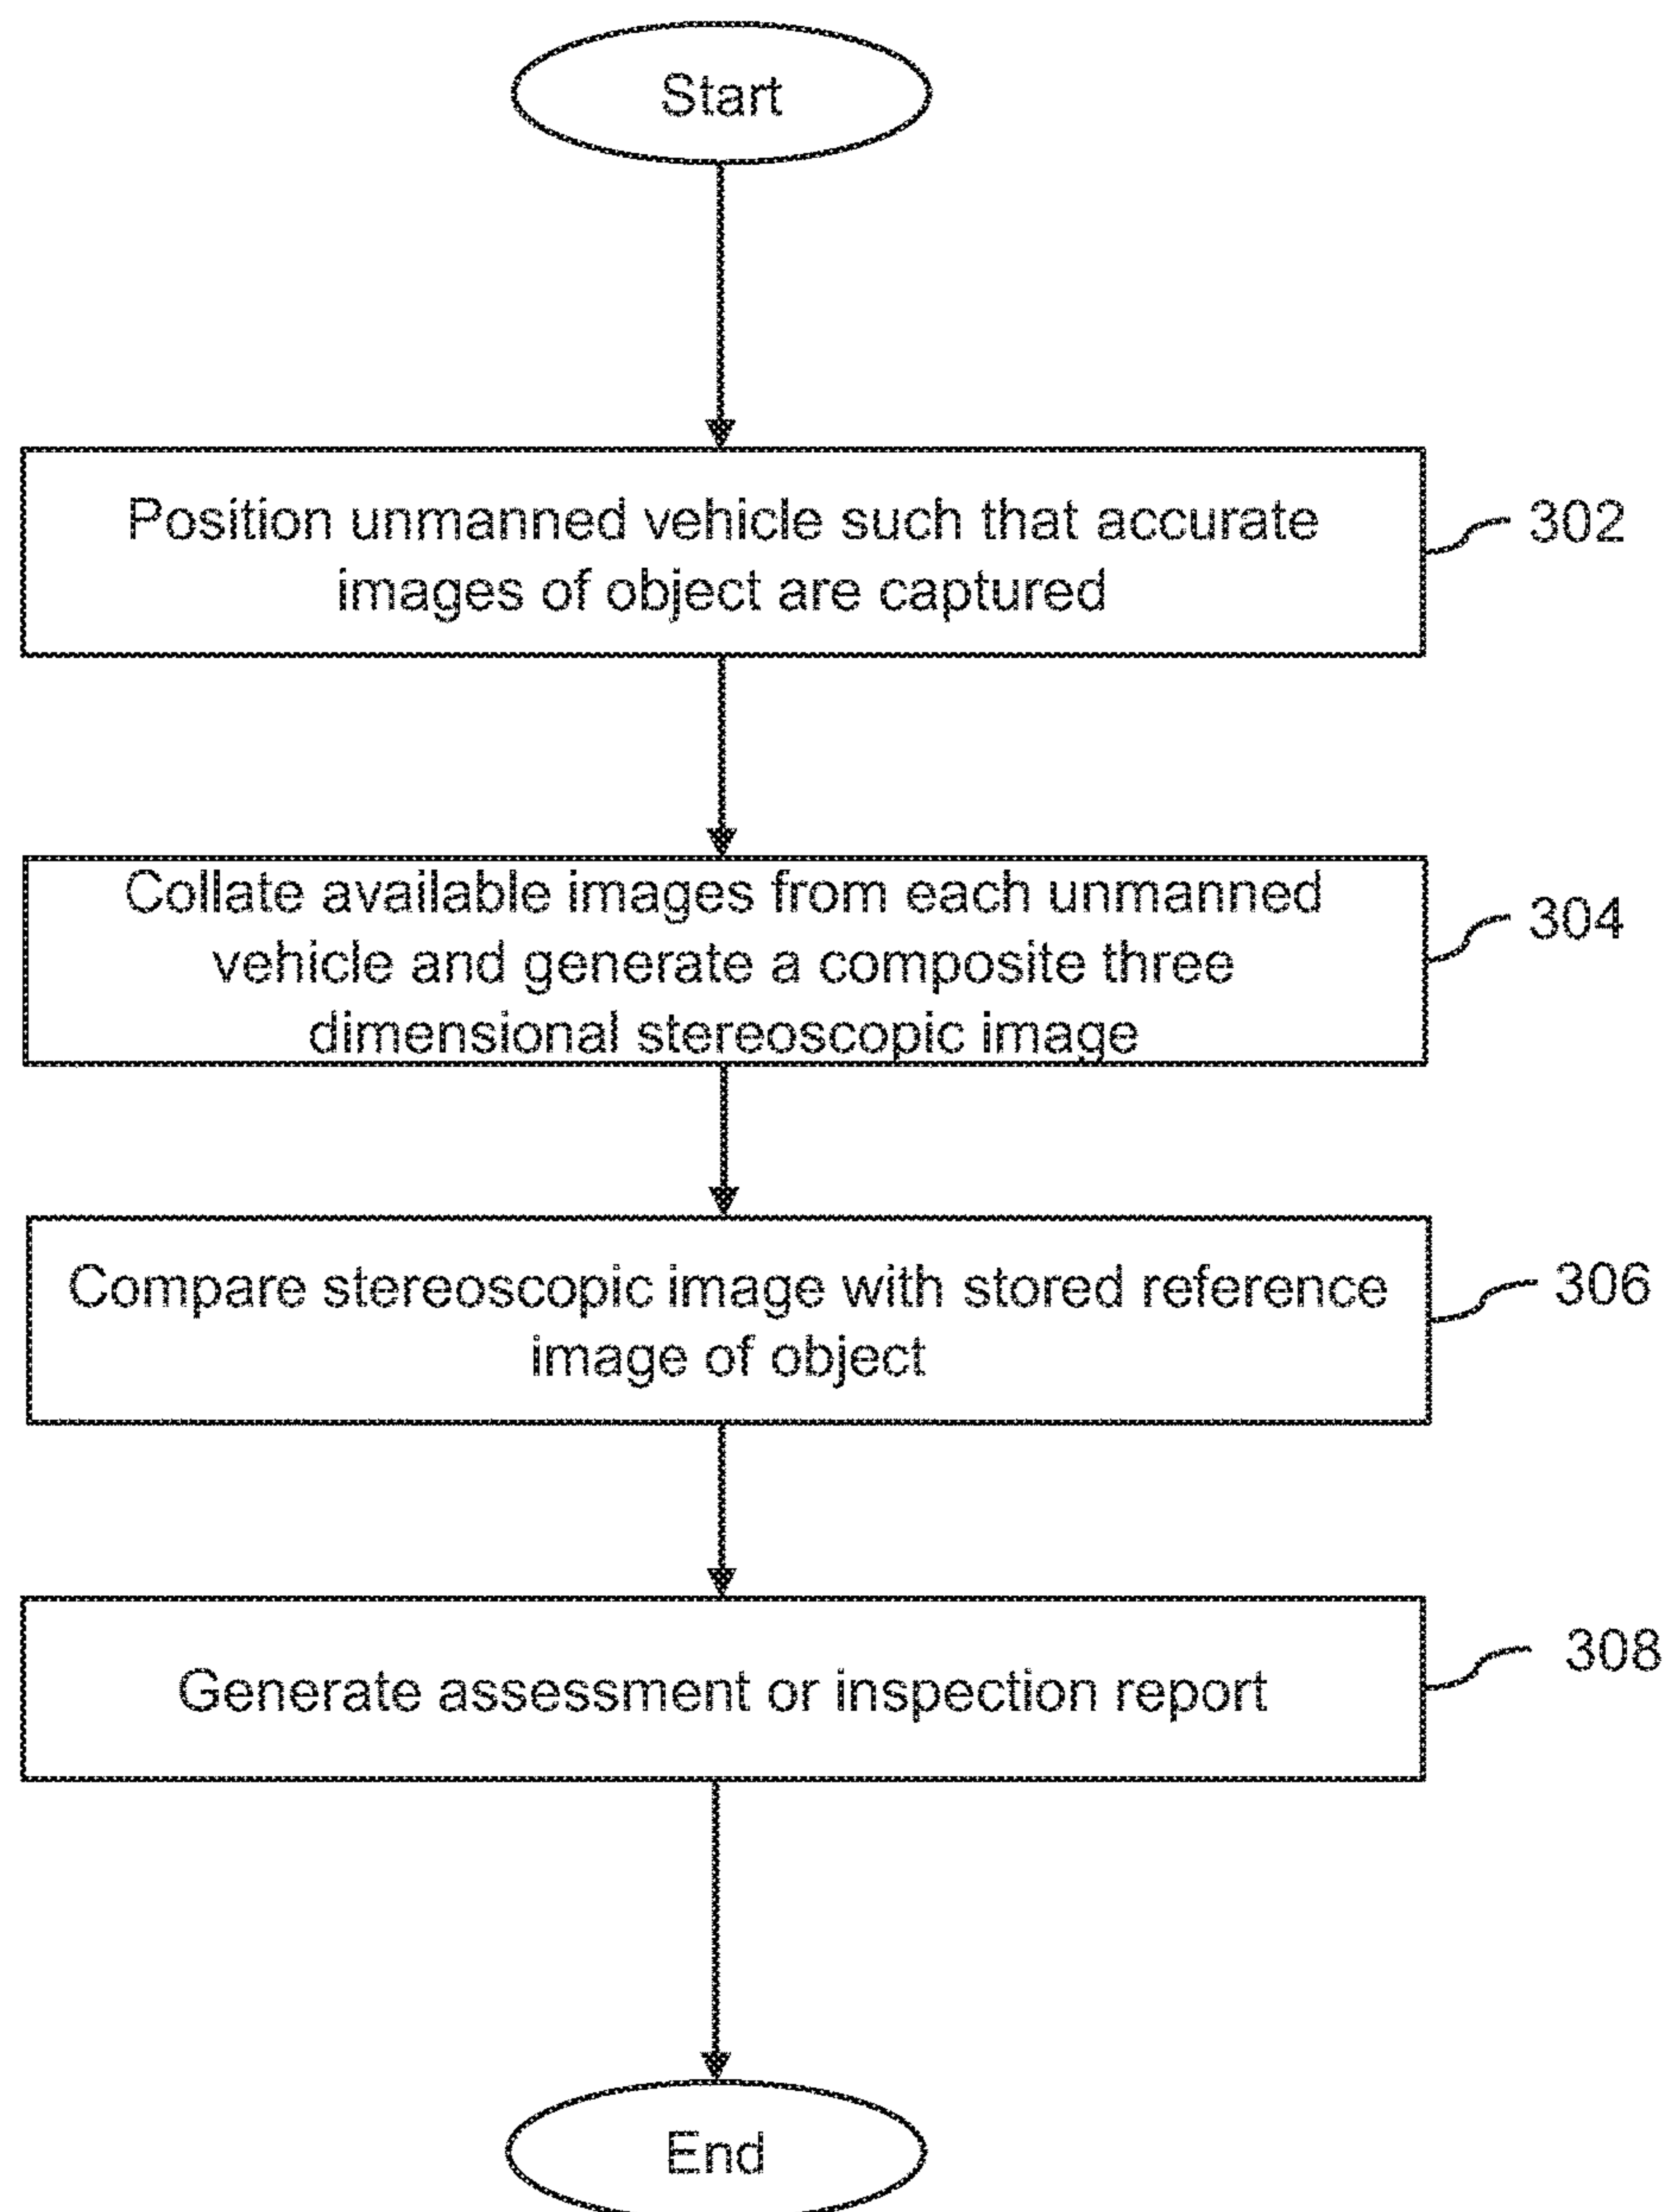 Start
Position unmanned vehicle such that accurate
images of object are captured
302
Collate available images from each unmanned
vehicle and generate a composite three
dimensional stereoscopic image
304
Compare stereoscopic image with stored reference
image of object
306
Generate assessment or inspection report
308
End